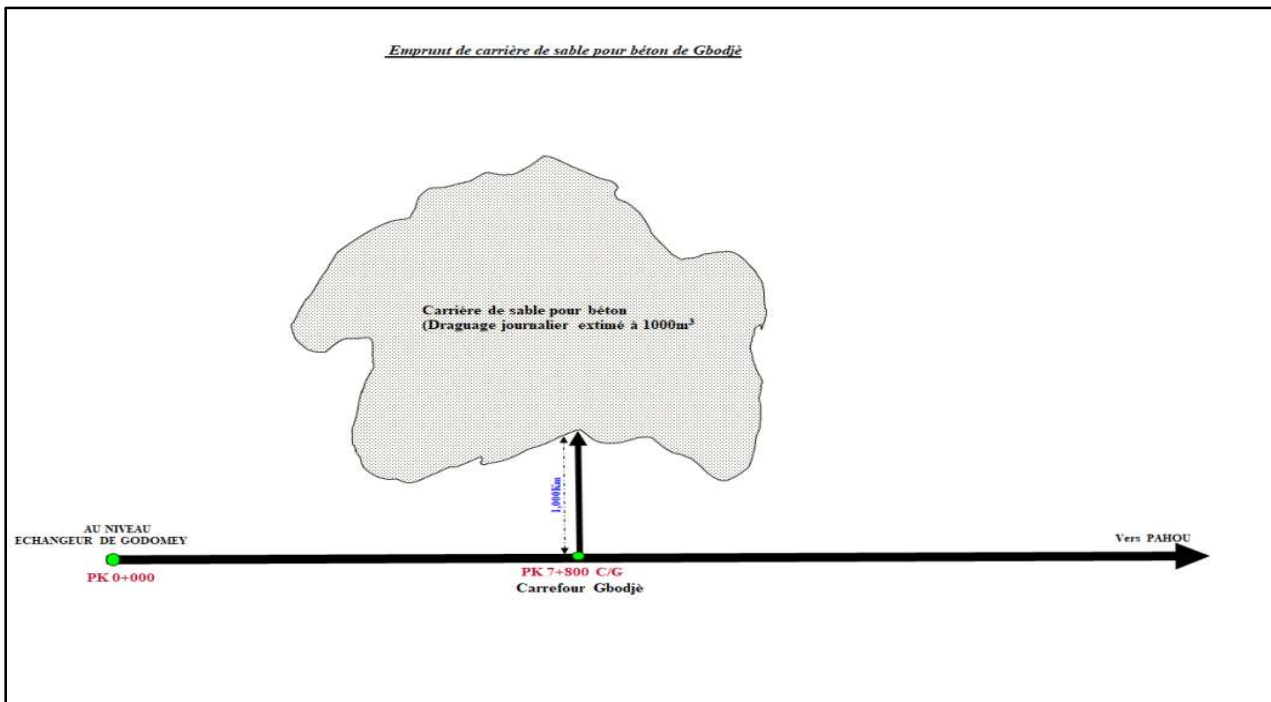 Emprunt de carrière de sable pour béton de Gbodjè
Carrière de sable pour béton
(Draguage journalier extimé à 1000m³
1,000Km
AU NIVEAU
ECHANGEUR DE GODOMEY
Vers PAHOU
PK 0+000
PK 7+800 C/G
Carrefour Gbodjè